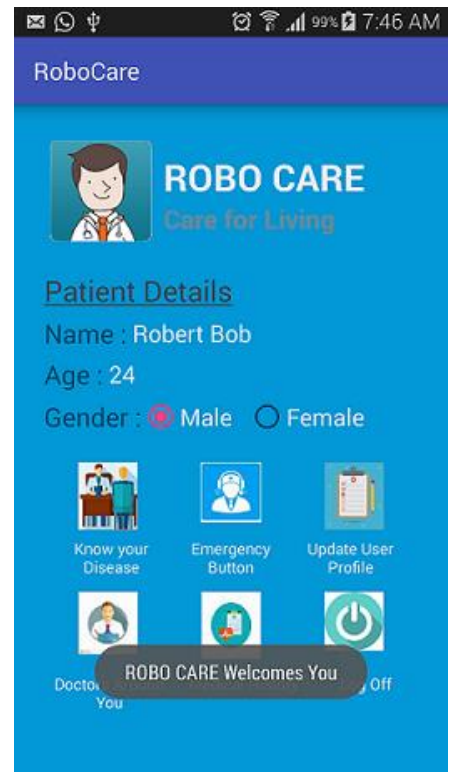 99% 7:46 AM
RoboCare
ROBO CARE
Care for Living
Patient Details
Name : Robert Bob
Age : 24
Gender : Male Female
Know your Disease
Emergency Button
Update User Profile
ROBO CARE Welcomes You
Doctor You
Off